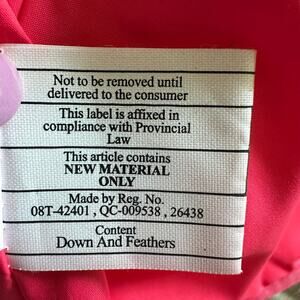 Not to be removed until
delivered to the consumer
This label is affixed in
compliance with Provincial
Law
This article contains
NEW MATERIAL
ONLY
Made by Reg. No.
08T-42401 , QC-009538 , 26438
Content
Down And Feathers